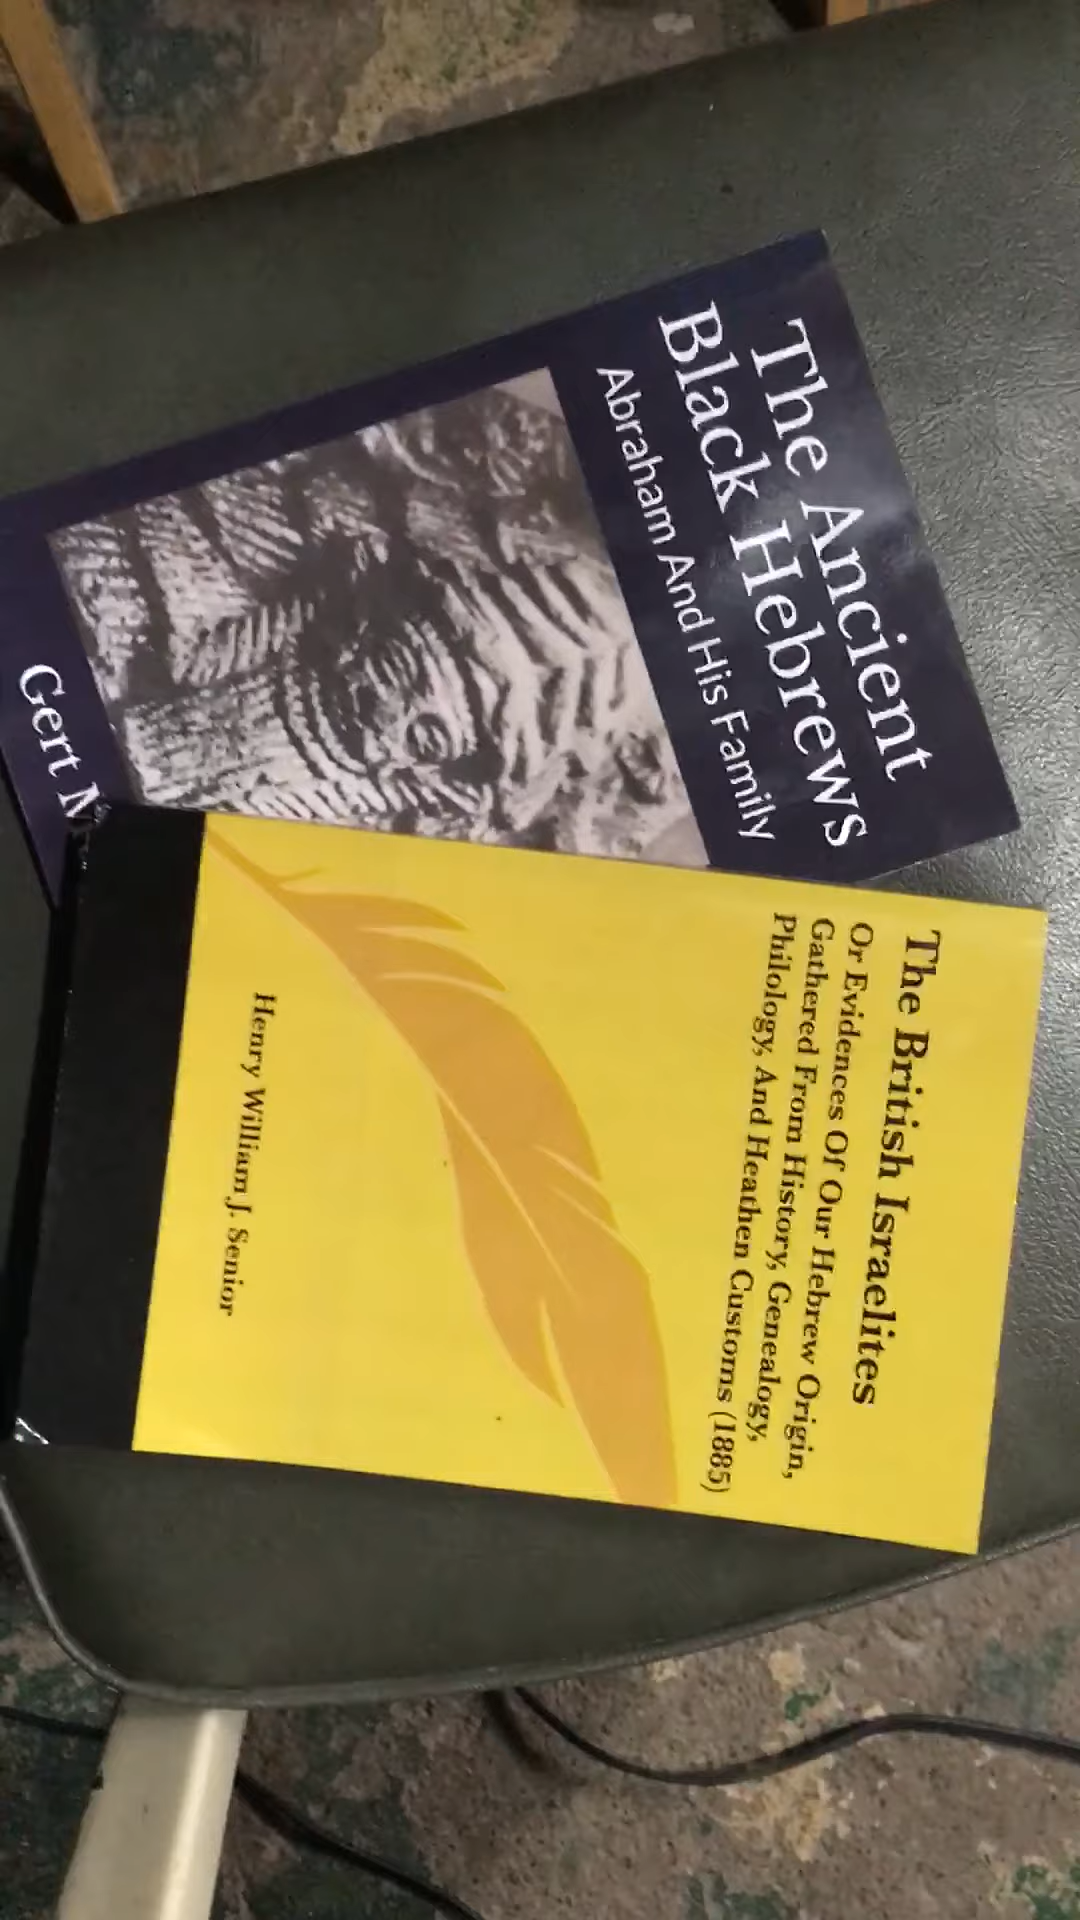 The Ancient
Black Hebrews
Abraham And His Family
Gert
The British Israelites
Or Evidences Of Our Hebrew Origin,
Gathered From History, Genealogy,
Philology, And Heathen Customs (1885)
Henry William J. Senior